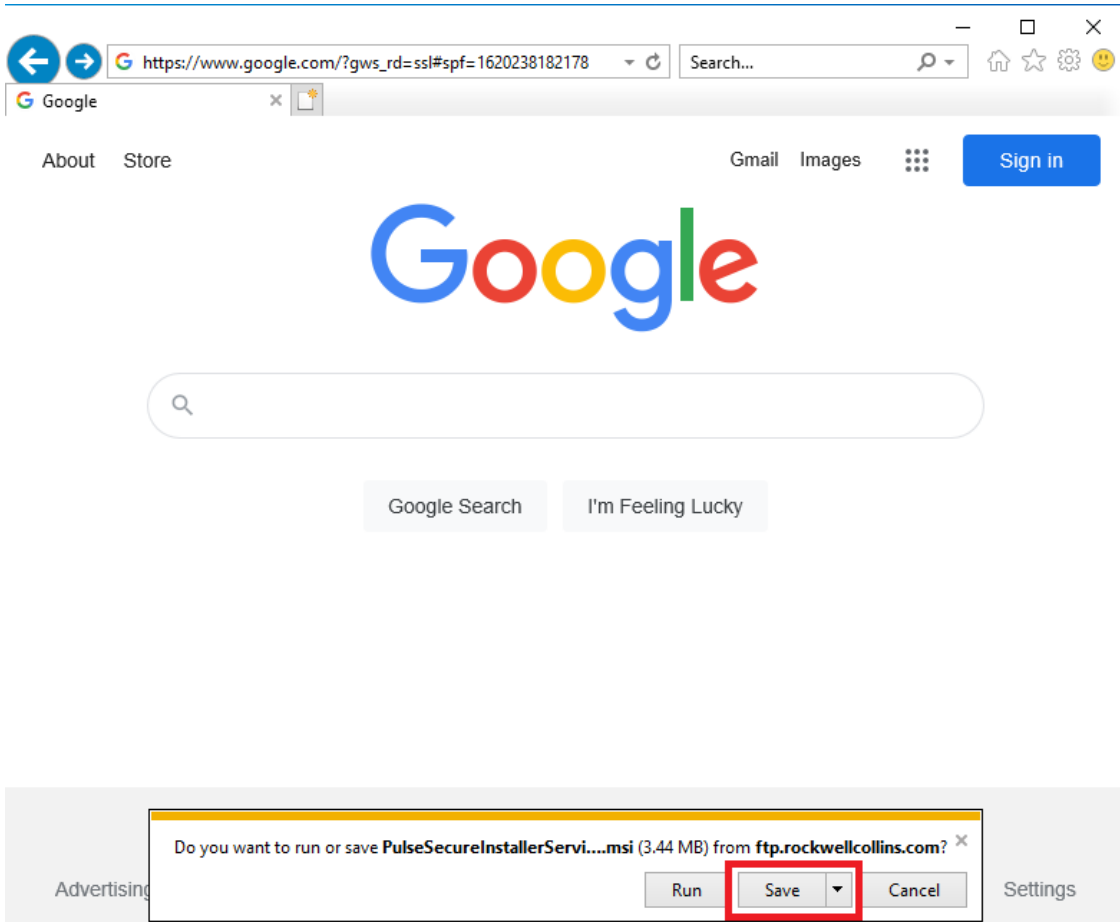 https://www.google.com/?gws_rd=ssl#spf=1620238182178 Search...
Google
About Store Gmail Images Sign in
Google
Google Search I'm Feeling Lucky
Do you want to run or save PulseSecureInstallerServi....msi (3.44 MB) from ftp.rockwellcollins.com?
Advertising Run Save Cancel Settings